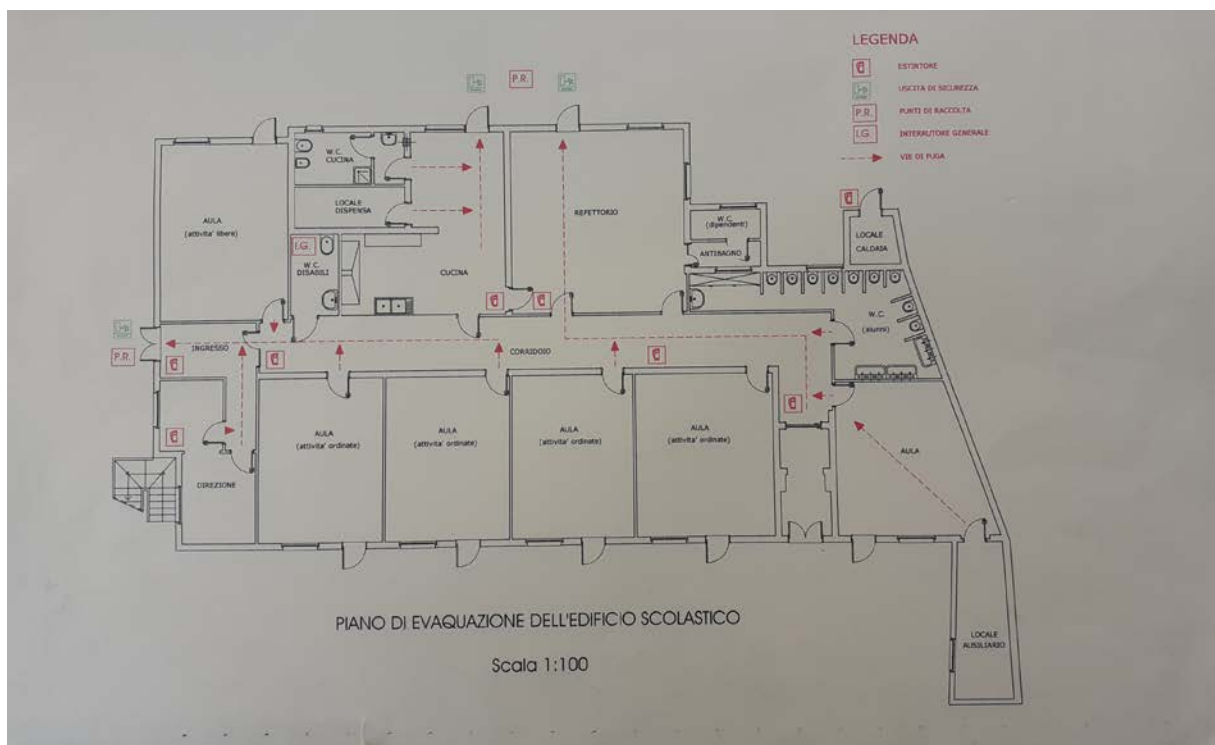 LEGENDA
ESTINTORE
USCITA DI SICUREZZA
P.R. PUNTI DI RACCOLTA
I.G. INTERRUTORE GENERALE
VIE DI FUGA
P.R.
W.C.
CUCINA
LOCALE
DISPENSA
AULA
(attivita' libere)
REFETTORIO
W.C.
(dipendenti)
ANTIBAGNO
LOCALE
CALDAIA
I.G.
W.C.
DISABILI
CUCINA
W.C.
(alunni)
P.R.
INGRESSO
CORRIDOIO
AULA
(attivita' ordinate)
AULA
(attivita' ordinate)
AULA
(attivita' ordinate)
AULA
(attivita' ordinate)
AULA
DIREZIONE
LOCALE
AUSILIARIO
PIANO DI EVAQUAZIONE DELL'EDIFICIO SCOLASTICO
Scala 1:100